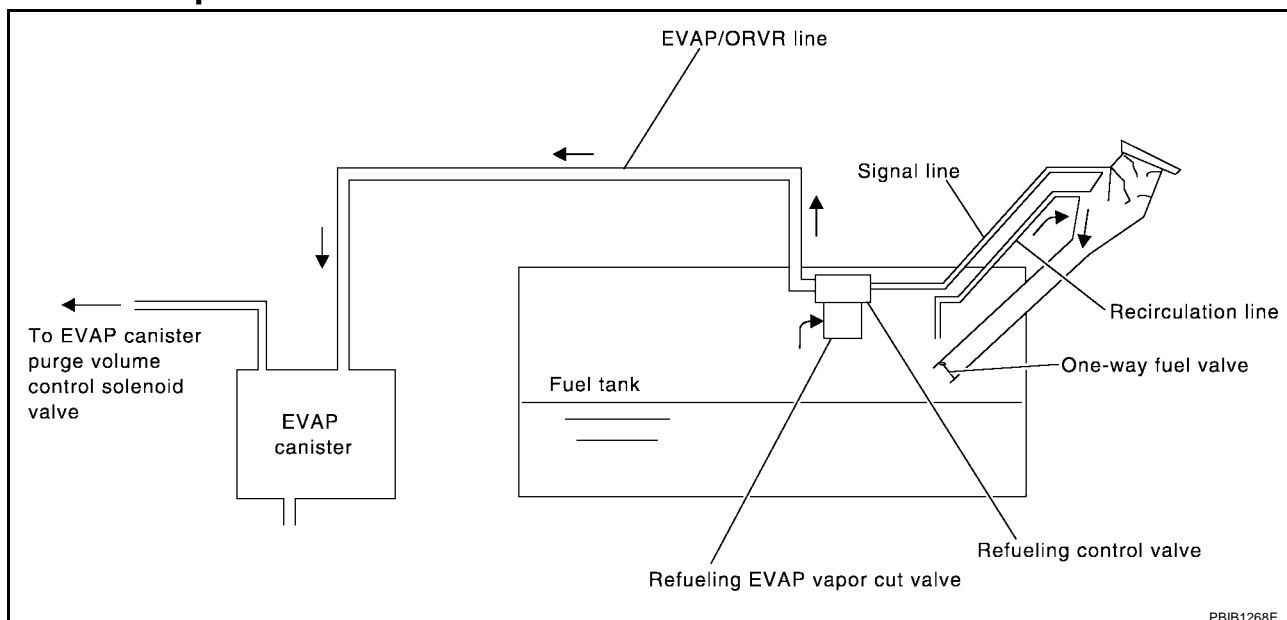 EVAP/ORVR line
Signal line
Recirculation line
One-way fuel valve
To EVAP canister
purge volume
control solenoid
valve
Fuel tank
EVAP
canister
Refueling control valve
Refueling EVAP vapor cut valve
PBIB1268E